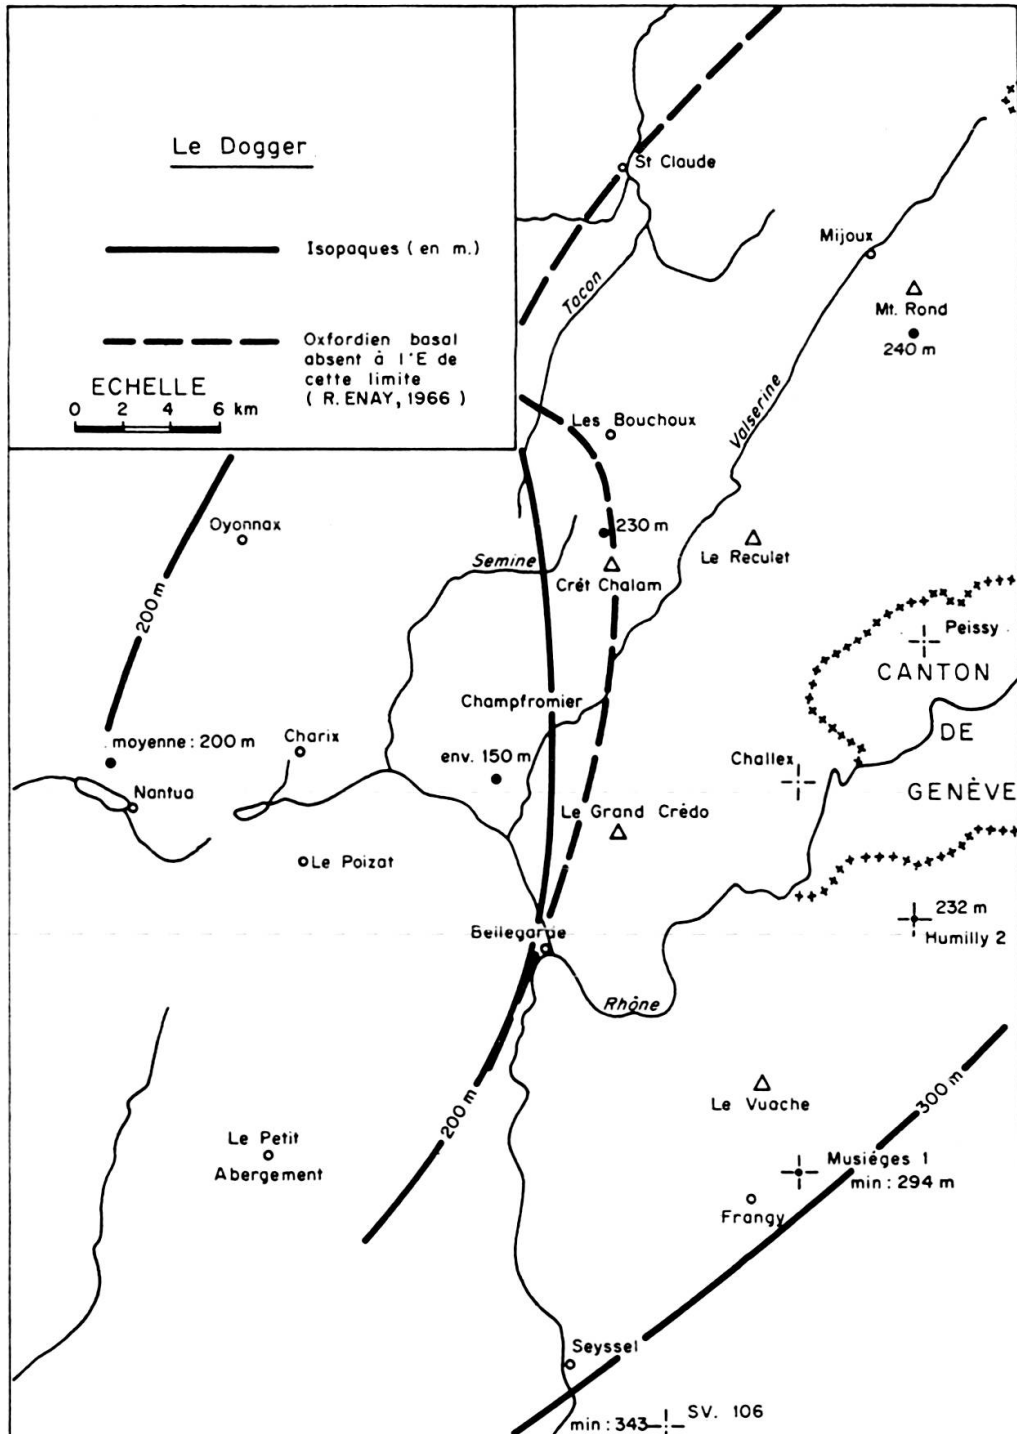 Le Dogger
Isopaques (en m.)
Oxfordien basal
absent à l'E de
cette limite
( R. ENAY, 1966 )
ECHELLE
0 2 4 6 km
St Claude
Tacon
Mijoux
Mt. Rond
240 m
Les Bouchoux
Valserine
Oyonnax
230 m
Semine
Crêt Chalam
Le Reculet
200 m
Peissy
CANTON
DE
GENÈVE
Champfromier
moyenne : 200 m
Charix
env. 150 m
Challex
Nantua
Le Grand Crédo
Le Poizat
232 m
Humilly 2
Bellegarde
Rhône
300 m
Le Vuache
200 m
Le Petit
Abergement
Musièges 1
min : 294 m
Frangy
Seyssel
min : 343
SV. 106